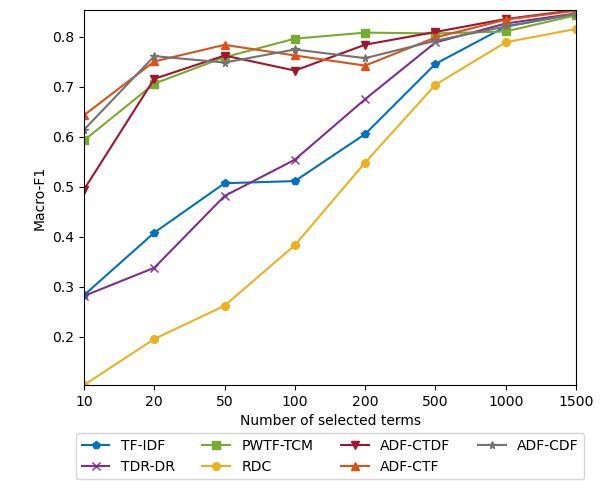 0.8
0.7
0.6
0.5
0.4
0.3
0.2
Macro-F1
10 20 50 100 200 500 1000 1500
Number of selected terms
TF-IDF PWTF-TCM ADF-CTDF ADF-CDF
TDR-DR RDC ADF-CTF